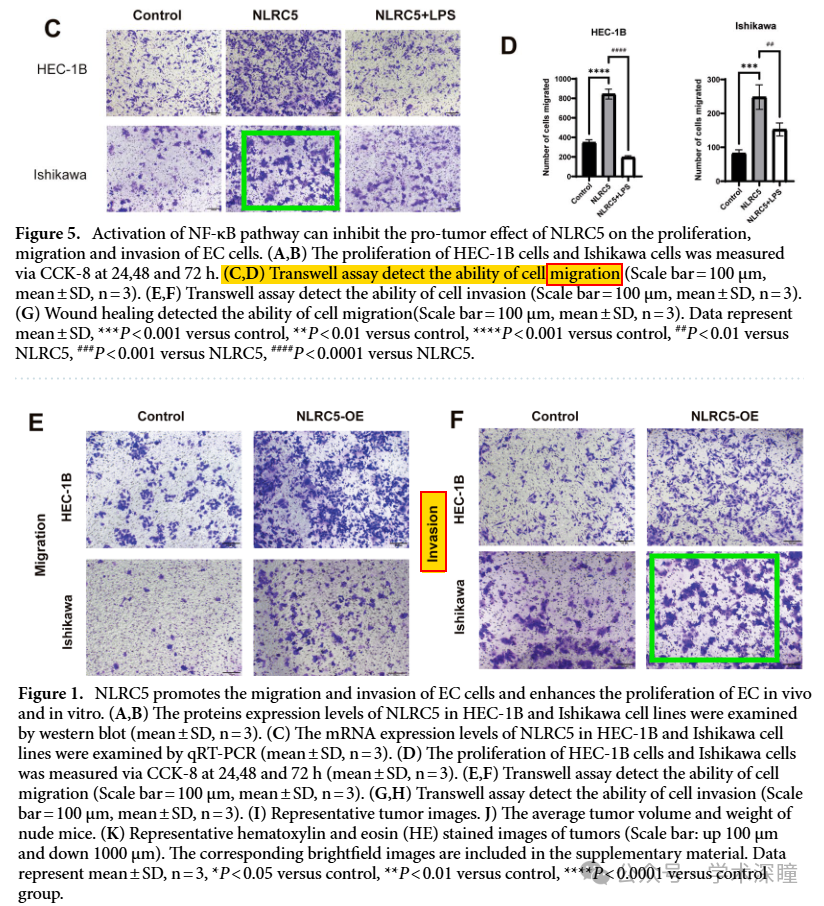 C
Control
NLRC5
NLRC5+LPS
HEC-1B
Ishikawa
D
HEC-1B
####
****
Number of cells migrated
1000
800
600
400
200
0
Control
NLRC5
NLRC5+LPS
Ishikawa
##
***
Number of cells migrated
300
200
100
0
Control
NLRC5
NLRC5+LPS
Figure 5. Activation of NF-κB pathway can inhibit the pro-tumor effect of NLRC5 on the proliferation,
migration and invasion of EC cells. (A,B) The proliferation of HEC-1B cells and Ishikawa cells was measured
via CCK-8 at 24,48 and 72 h. (C,D) Transwell assay detect the ability of cell migration (Scale bar = 100 μm,
mean ± SD, n = 3). (E,F) Transwell assay detect the ability of cell invasion (Scale bar = 100 μm, mean ± SD, n = 3).
(G) Wound healing detected the ability of cell migration(Scale bar = 100 μm, mean ± SD, n = 3). Data represent
mean ± SD, ***P < 0.001 versus control, **P < 0.01 versus control, ****P < 0.001 versus control, ##P < 0.01 versus
NLRC5, ###P < 0.001 versus NLRC5, ####P < 0.0001 versus NLRC5.
E
Control
NLRC5-OE
Migration
HEC-1B
Ishikawa
F
Control
NLRC5-OE
Invasion
HEC-1B
Ishikawa
Figure 1. NLRC5 promotes the migration and invasion of EC cells and enhances the proliferation of EC in vivo
and in vitro. (A,B) The proteins expression levels of NLRC5 in HEC-1B and Ishikawa cell lines were examined
by western blot (mean ± SD, n = 3). (C) The mRNA expression levels of NLRC5 in HEC-1B and Ishikawa cell
lines were examined by qRT-PCR (mean ± SD, n = 3). (D) The proliferation of HEC-1B cells and Ishikawa cells
was measured via CCK-8 at 24,48 and 72 h (mean ± SD, n = 3). (E,F) Transwell assay detect the ability of cell
migration (Scale bar = 100 μm, mean ± SD, n = 3). (G,H) Transwell assay detect the ability of cell invasion (Scale
bar = 100 μm, mean ± SD, n = 3). (I) Representative tumor images. J) The average tumor volume and weight of
nude mice. (K) Representative hematoxylin and eosin (HE) stained images of tumors (Scale bar: up 100 μm
and down 1000 μm). The corresponding brightfield images are included in the supplementary material. Data
represent mean ± SD, n = 3, *P < 0.05 versus control, **P < 0.01 versus control, ****P < 0.0001 versus control
group.
公众号 · 学术深瞳